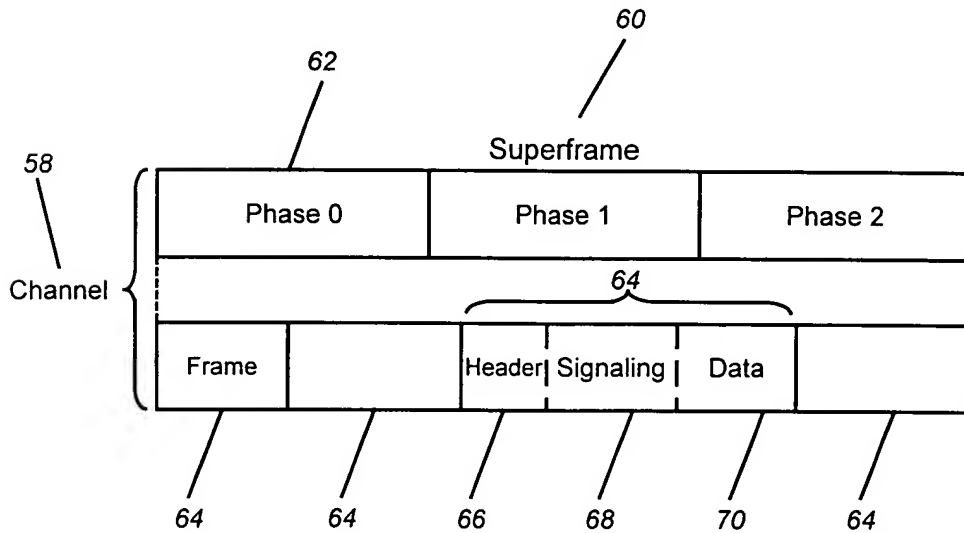 60
62
Superframe
58
Phase 0 Phase 1 Phase 2
Channel
64
Frame Header Signaling Data
64 64 66 68 70 64